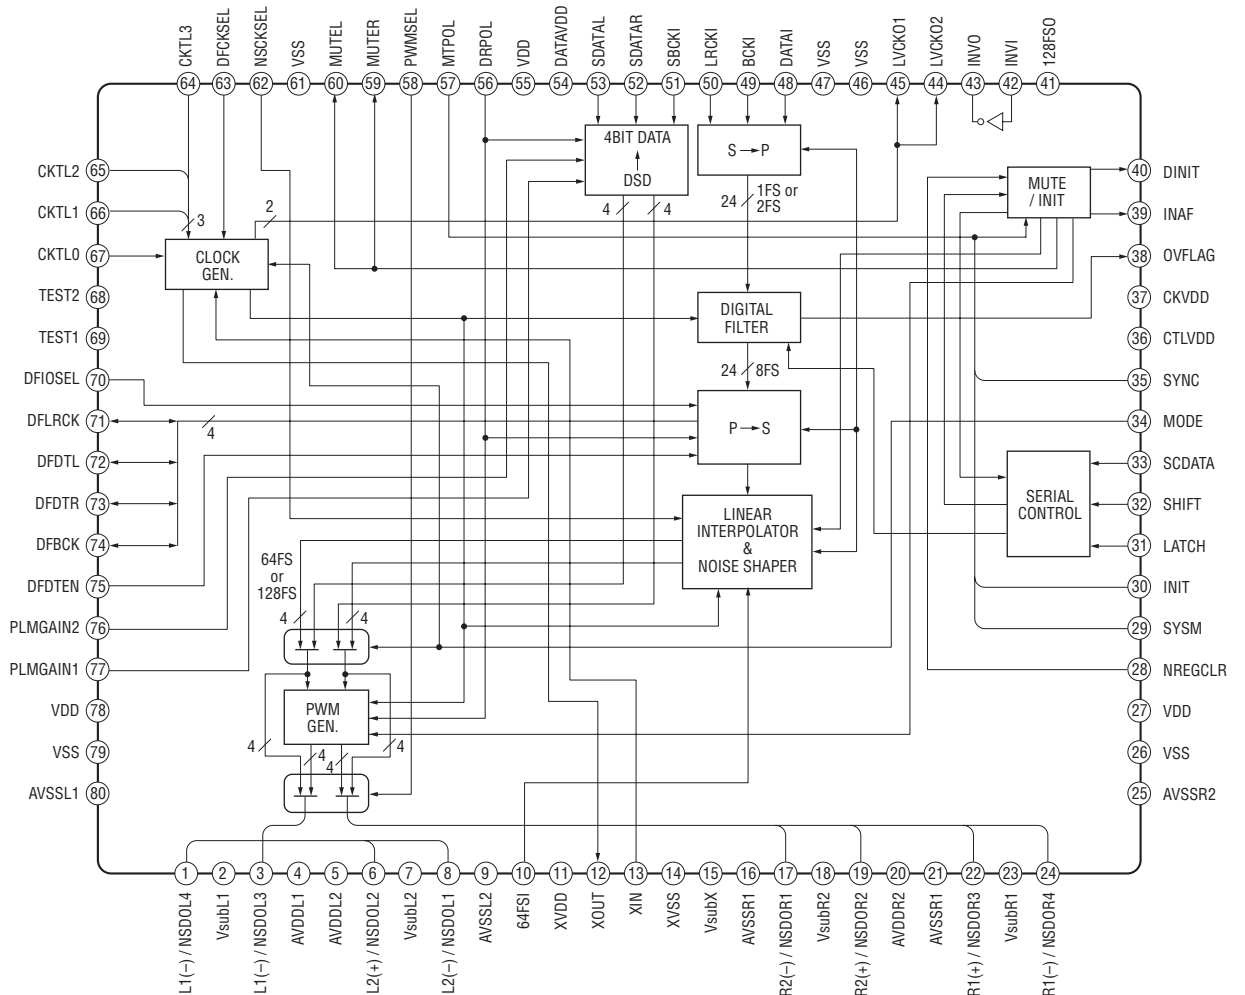 CKTL3
DFCKSEL
NSCKSEL
VSS
MUTEL
MUTER
PWMSEL
MTPOL
DRPOL
VDD
DATAVDD
SDATAL
SDATAR
SBCKI
LRCKI
BCKI
DATAI
VSS
VSS
LVCKO1
LVCKO2
INVO
INVI
128FSO
64 63 62 61 60 59 58 57 56 55 54 53 52 51 50 49 48 47 46 45 44 43 42 41
CKTL2 65
CKTL1 66
CKTL0 67
TEST2 68
TEST1 69
DFIOSEL 70
DFLRCK 71
DFDTL 72
DFDTR 73
DFBCK 74
DFDTEN 75
PLMGAIN2 76
PLMGAIN1 77
VDD 78
VSS 79
AVSSL1 80
3
2
CLOCK
GEN.
4BIT DATA
DSD
4
4
S→P
24
1FS or
2FS
MUTE
/ INIT
DIGITAL
FILTER
24
8FS
P→S
4
LINEAR
INTERPOLATOR
&
NOISE SHAPER
SERIAL
CONTROL
64FS
or
128FS
4
4
PWM
GEN.
4
4
4
4
40 DINIT
39 INAF
38 OVFLAG
37 CKVDD
36 CTLVDD
35 SYNC
34 MODE
33 SCDATA
32 SHIFT
31 LATCH
30 INIT
29 SYSM
28 NREGCLR
27 VDD
26 VSS
25 AVSSR2
1 2 3 4 5 6 7 8 9 10 11 12 13 14 15 16 17 18 19 20 21 22 23 24
L1(–) / NSDOL4
VsubL1
L1(–) / NSDOL3
AVDDL1
AVDDL2
L2(+) / NSDOL2
VsubL2
L2(–) / NSDOL1
AVSSL2
64FSI
XVDD
XOUT
XIN
XVSS
VsubX
AVSSR1
R2(–) / NSDOR1
VsubR2
R2(+) / NSDOR2
AVDDR2
AVSSR1
R1(+) / NSDOR3
VsubR1
R1(–) / NSDOR4